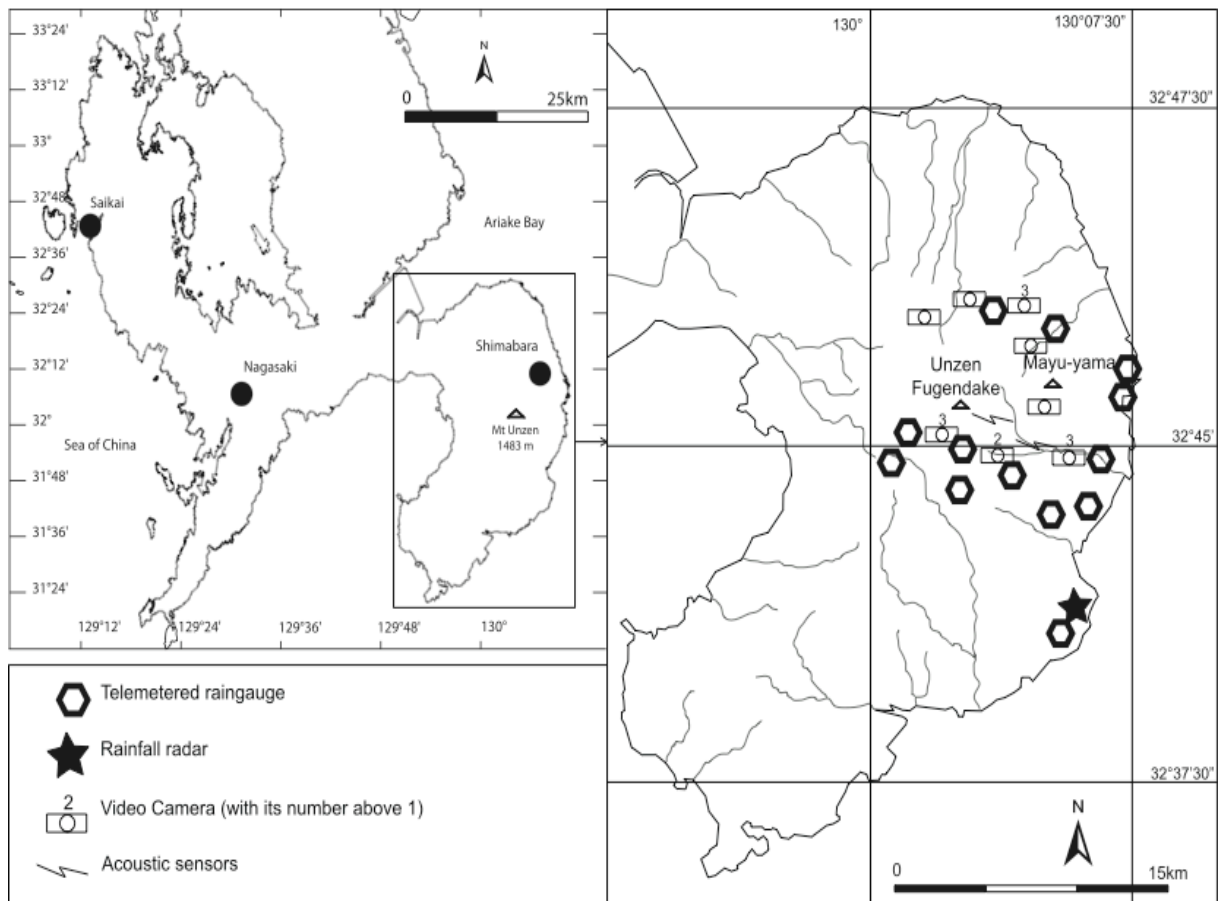 33°24'
33°12'
33°
32°48'
32°36'
32°24'
32°12'
32°
31°48'
31°36'
31°24'
129°12'
129°24'
129°36'
129°48'
130°
N
0
25km
Saikai
Ariake Bay
Nagasaki
Shimabara
Mt Unzen
1483 m
Sea of China
Telemetered raingauge
Rainfall radar
2
Video Camera (with its number above 1)
Acoustic sensors
130°
130°07'30"
32°47'30"
3
Mayu-yama
Unzen
Fugendake
3
2
3
32°45'
32°37'30"
N
0
15km